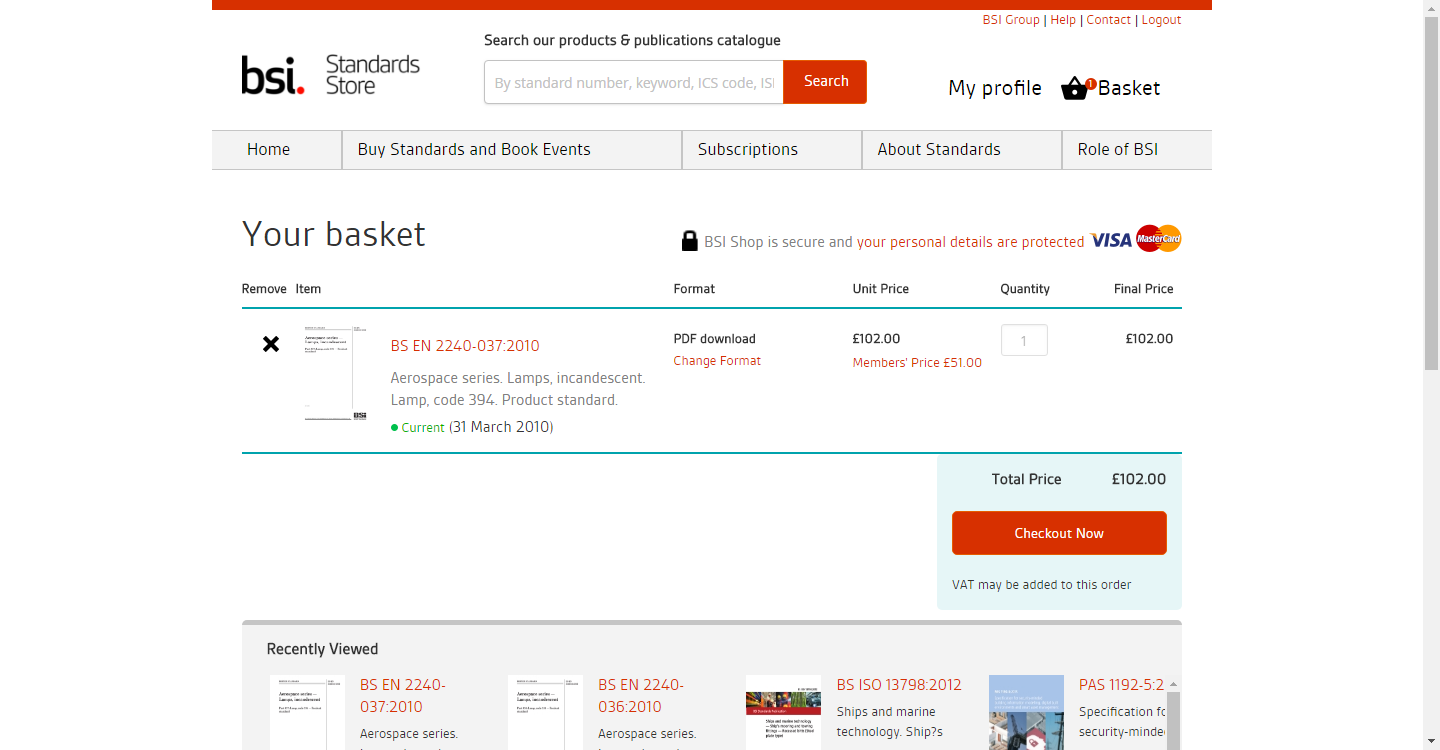 BSI Group | Help | Contact | Logout
Search our products & publications catalogue
bsi. Standards Store
By standard number, keyword, ICS code, ISI
Search
My profile
1
Basket
Home
Buy Standards and Book Events
Subscriptions
About Standards
Role of BSI
Your basket
BSI Shop is secure and your personal details are protected
VISA
MasterCard
Remove Item Format Unit Price Quantity Final Price
BS EN 2240-037:2010
Aerospace series. Lamps, incandescent.
Lamp, code 394. Product standard.
Current (31 March 2010)
PDF download
Change Format
£102.00
Members' Price £51.00
1
£102.00
Total Price £102.00
Checkout Now
VAT may be added to this order
Recently Viewed
BS EN 2240-
037:2010
Aerospace series.
BS EN 2240-
036:2010
Aerospace series.
BS ISO 13798:2012
Ships and marine
technology. Ship?s
PAS 1192-5:2
Specification fo
security-minde